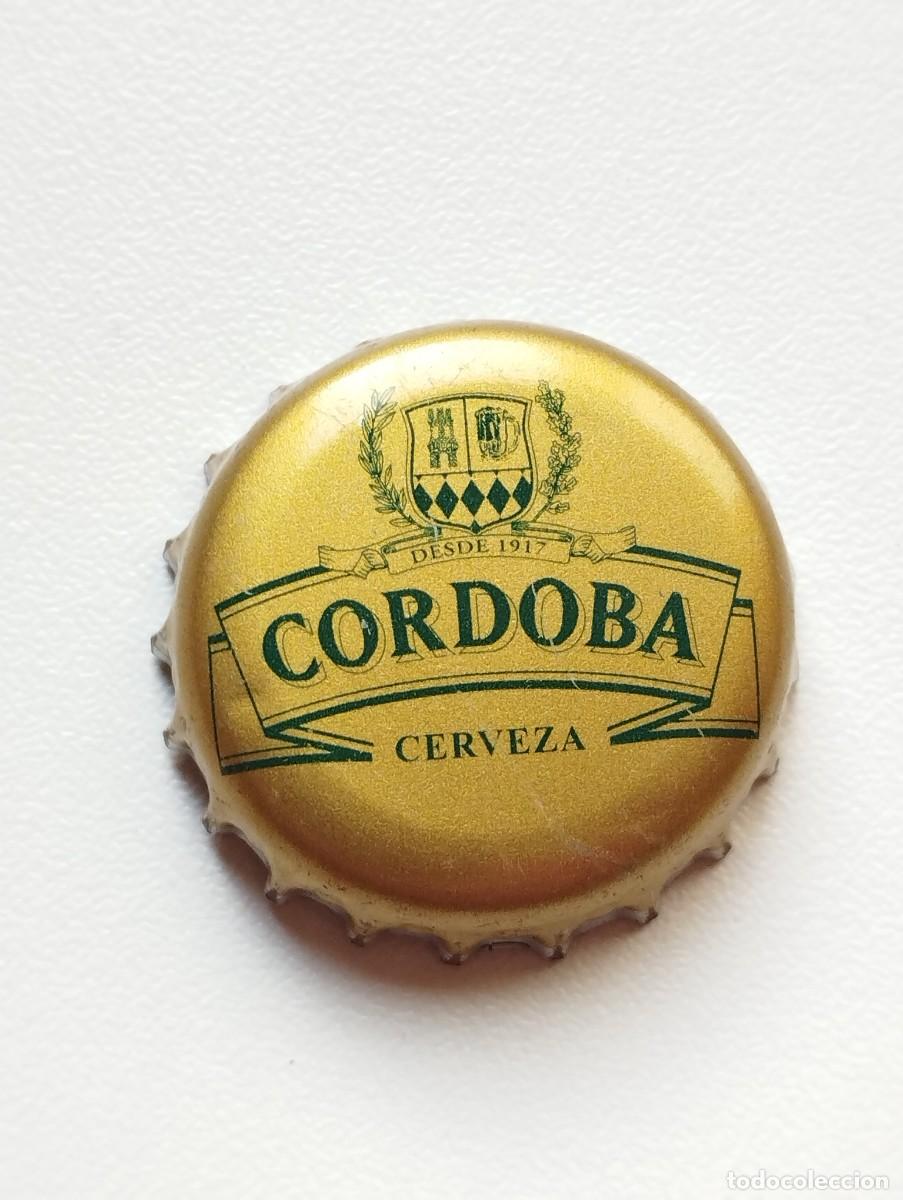 DESDE 1917
CORDOBA
CERVEZA
todocoleccion